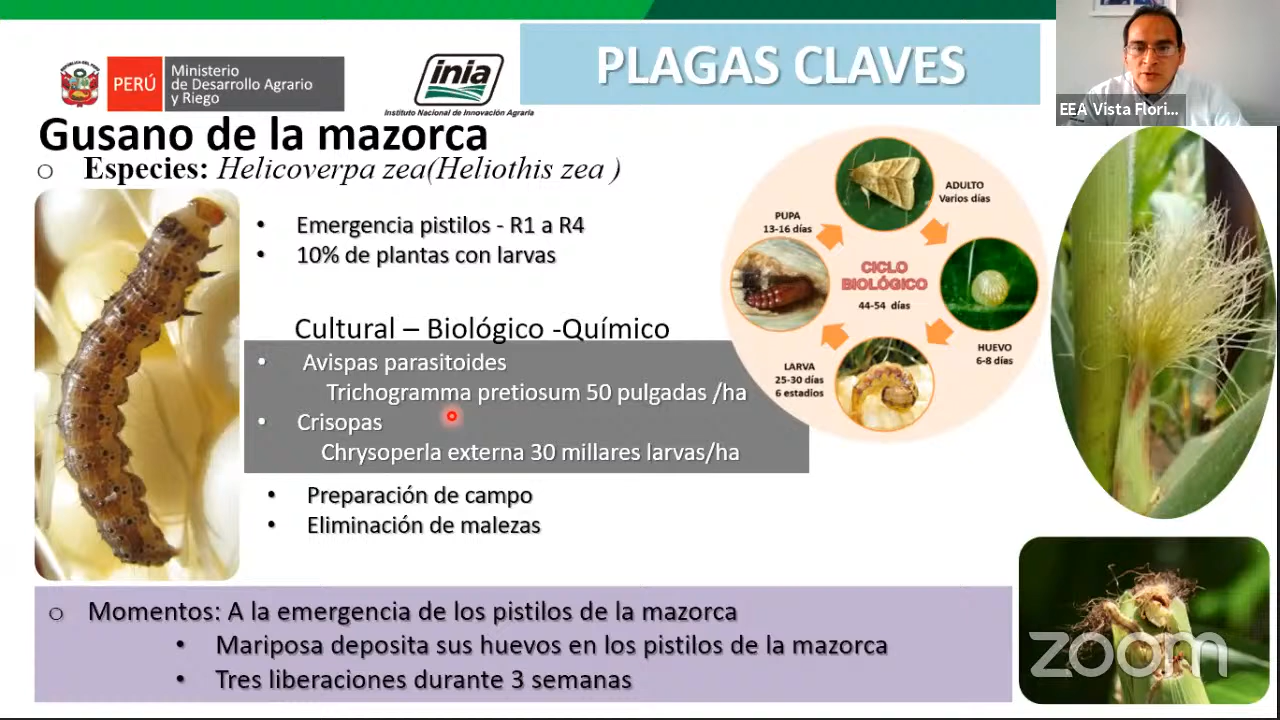 PLAGAS CLAVES
PERÚ
Ministerio
de Desarrollo Agrario
y Riego
inia
Instituto Nacional de Innovación Agraria
EEA Vista Flori...
Gusano de la mazorca
o Especies: Helicoverpa zea(Heliothis zea )
• Emergencia pistilos - R1 a R4
• 10% de plantas con larvas
Cultural – Biológico -Químico
• Avispas parasitoides
Trichogramma pretiosum 50 pulgadas /ha
• Crisopas
Chrysoperla externa 30 millares larvas/ha
• Preparación de campo
• Eliminación de malezas
ADULTO
Varios días
PUPA
13-16 días
CICLO
BIOLÓGICO
44-54 días
HUEVO
6-8 días
LARVA
25-30 días
6 estadios
o Momentos: A la emergencia de los pistilos de la mazorca
• Mariposa deposita sus huevos en los pistilos de la mazorca
• Tres liberaciones durante 3 semanas
zoom